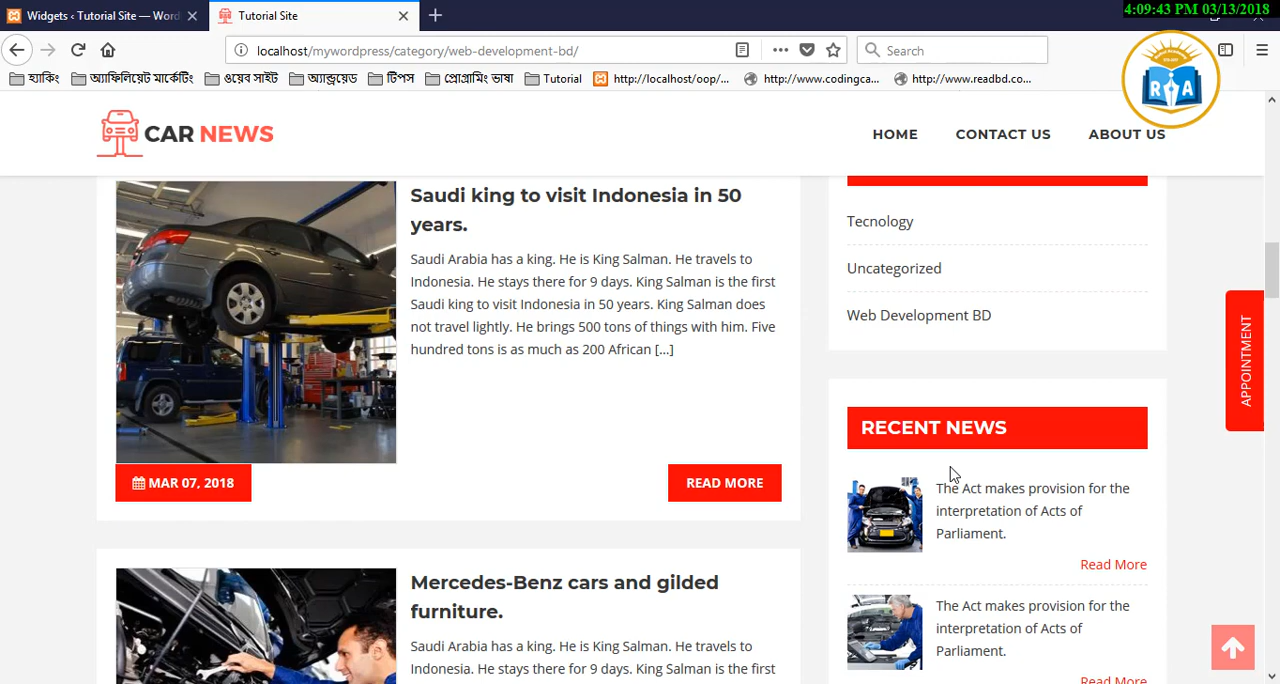 4:09:43 PM 03/13/2018
Widgets ‹ Tutorial Site — Word
Tutorial Site
localhost/mywordpress/category/web-development-bd/
Search
হ্যাকিং
অ্যাফিলিয়েট মার্কেটিং
ওয়েব সাইট
অ্যান্ড্রয়েড
টিপস
প্রোগ্রামিং ভাষা
Tutorial
http://localhost/oop/...
http://www.codingca...
http://www.readbd.co...
R A
CAR NEWS
HOME
CONTACT US
ABOUT US
Saudi king to visit Indonesia in 50
years.
Saudi Arabia has a king. He is King Salman. He travels to
Indonesia. He stays there for 9 days. King Salman is the first
Saudi king to visit Indonesia in 50 years. King Salman does
not travel lightly. He brings 500 tons of things with him. Five
hundred tons is as much as 200 African [...]
MAR 07, 2018
READ MORE
Mercedes-Benz cars and gilded
furniture.
Saudi Arabia has a king. He is King Salman. He travels to
Indonesia. He stays there for 9 days. King Salman is the first
Tecnology
Uncategorized
Web Development BD
RECENT NEWS
The Act makes provision for the
interpretation of Acts of
Parliament.
Read More
The Act makes provision for the
interpretation of Acts of
Parliament.
Read More
APPOINTMENT